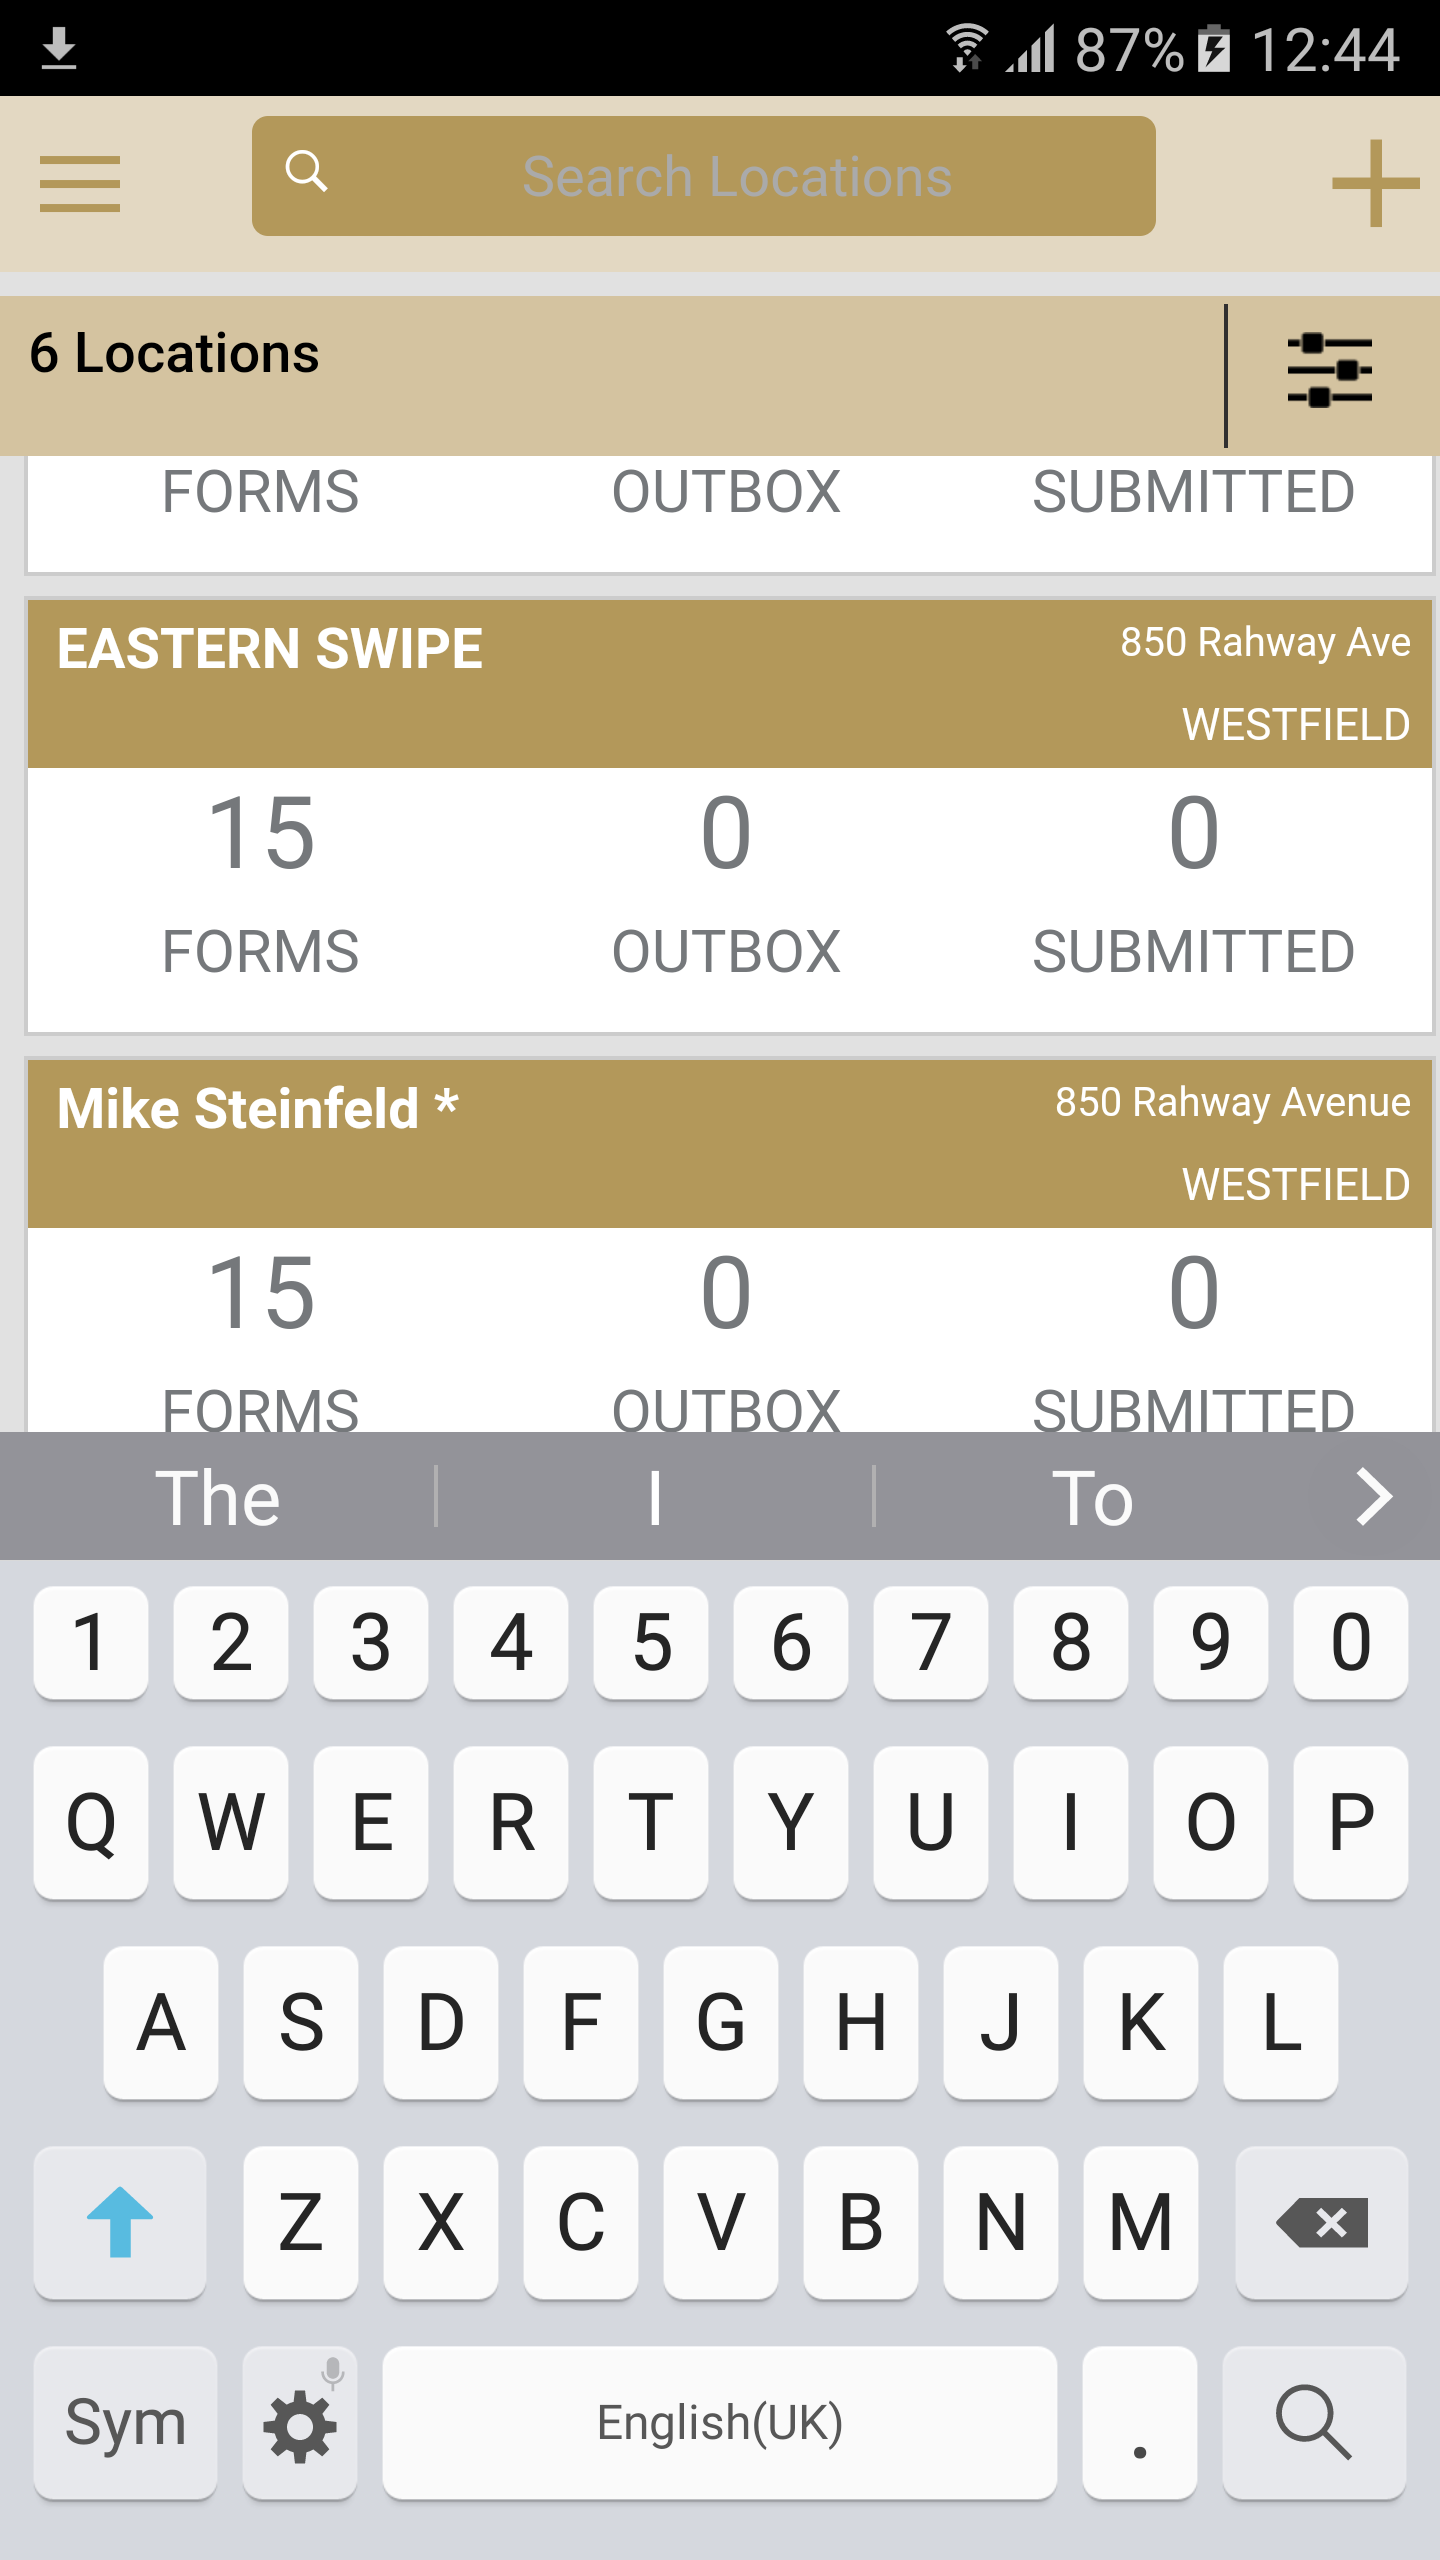 87% 12:44
Search Locations
6 Locations
FORMS OUTBOX SUBMITTED
EASTERN SWIPE 850 Rahway Ave
WESTFIELD
15 0 0
FORMS OUTBOX SUBMITTED
Mike Steinfeld * 850 Rahway Avenue
WESTFIELD
15 0 0
FORMS OUTBOX SUBMITTED
The I To
1 2 3 4 5 6 7 8 9 0
Q W E R T Y U I O P
A S D F G H J K L
Z X C V B N M
Sym English(UK) .